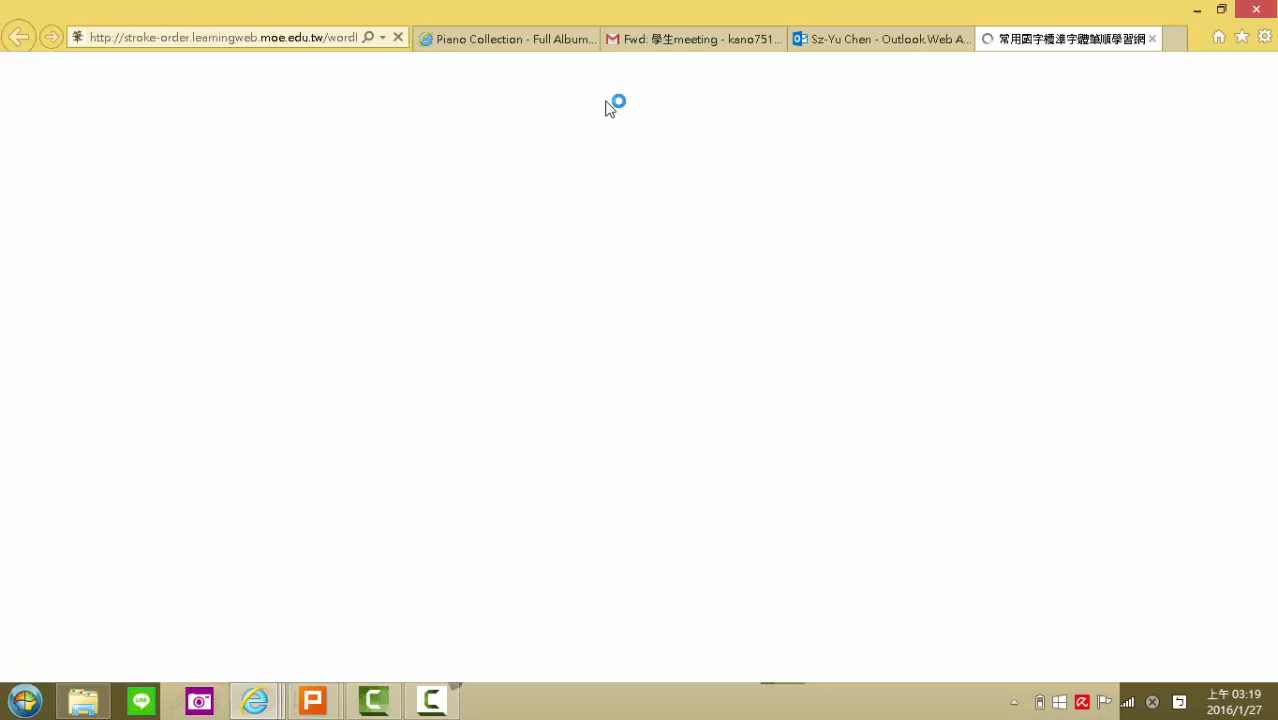 http://stroke-order.learningweb.moe.edu.tw/wordl
Piano Collection - Full Album...
Fwd: 學生meeting - kano751...
Sz-Yu Chen - Outlook Web A...
常用國字標準字體筆順學習網
上午 03:19
2016/1/27